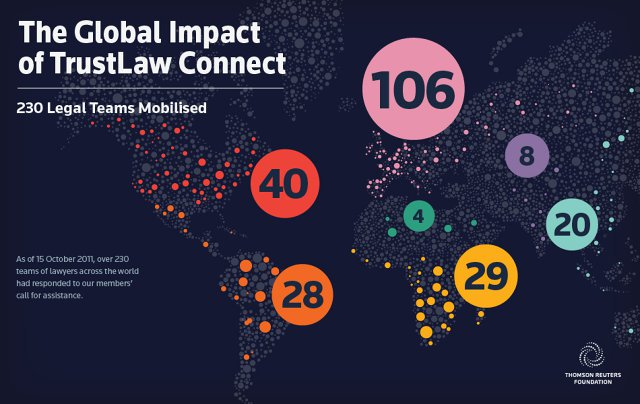 The Global Impact
of TrustLaw Connect
230 Legal Teams Mobilised
106
8
40
4
20
29
28
As of 15 October 2011, over 230
teams of lawyers across the world
had responded to our members'
call for assistance.
THOMSON REUTERS
FOUNDATION